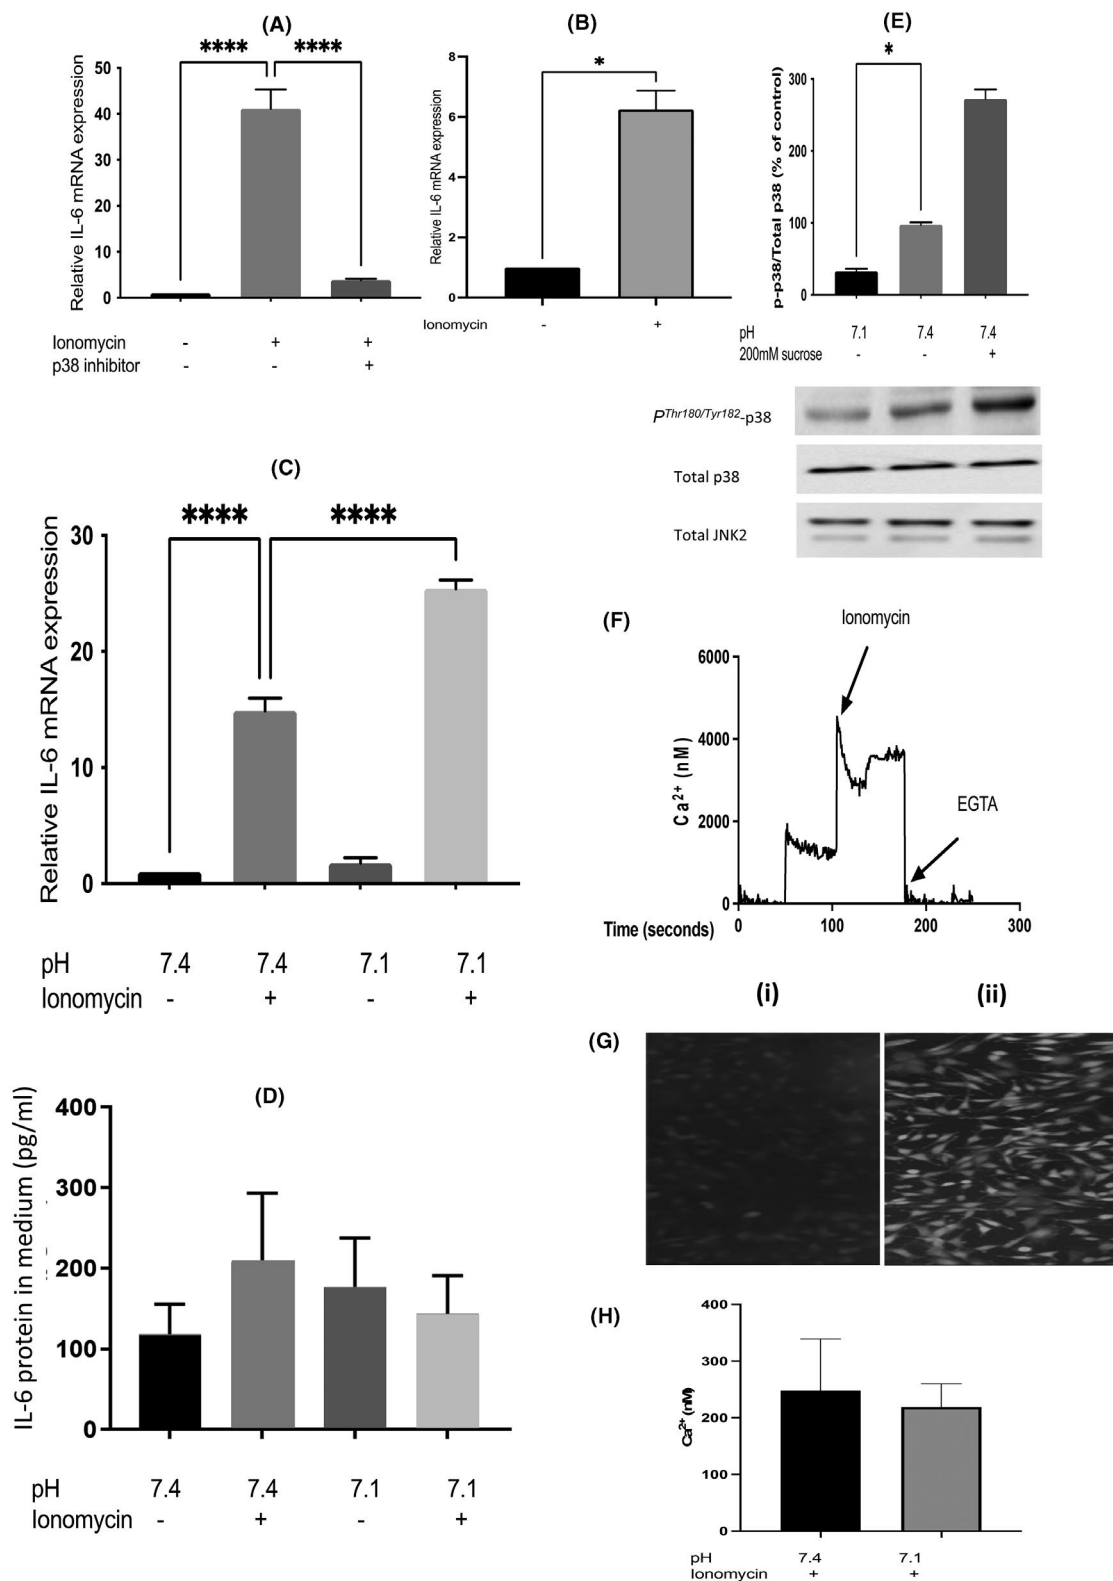 (A)
**** ****
Relative IL-6 mRNA expression
50
40
30
20
10
0
Ionomycin - + +
p38 inhibitor - - +
(B)
*
Relative IL-6 mRNA expression
8
6
4
2
0
Ionomycin - +
(E)
*
p-p38/Total p38 (% of control)
300
200
100
0
pH 7.1 7.4 7.4
200mM sucrose - - +
P^Thr180/Tyr182-p38
Total p38
Total JNK2
(C)
**** ****
Relative IL-6 mRNA expression
30
20
10
0
pH 7.4 7.4 7.1 7.1
Ionomycin - + - +
(F)
Ionomycin
EGTA
Ca2+ (nM)
6000
4000
2000
0
Time (seconds) 0 100 200 300
(D)
IL-6 protein in medium (pg/ml)
400
300
200
100
0
pH 7.4 7.4 7.1 7.1
Ionomycin - + - +
(i) (ii)
(G)
(H)
Ca2+ (nM)
400
300
200
100
0
pH 7.4 7.1
Ionomycin + +